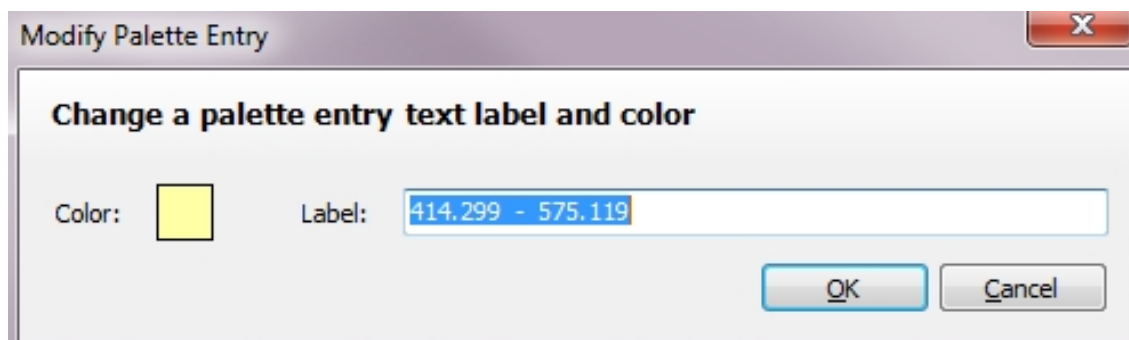 Modify Palette Entry
X
Change a palette entry text label and color
Color:
Label: 414.299 - 575.119
OK Cancel